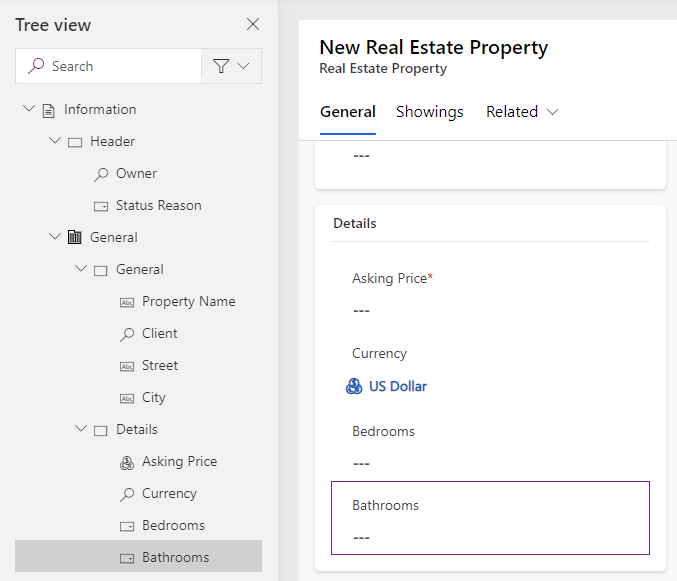 Tree view
Search
Information
Header
Owner
Status Reason
General
General
Abc Property Name
Client
Abc Street
Abc City
Details
Asking Price
Currency
Bedrooms
Bathrooms
New Real Estate Property
Real Estate Property
General Showings Related
---
Details
Asking Price*
---
Currency
US Dollar
Bedrooms
---
Bathrooms
---